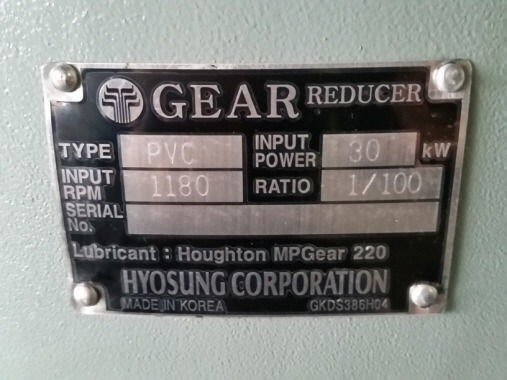 GEAR REDUCER
TYPE PVC INPUT POWER 30 kW
INPUT RPM 1180 RATIO 1/100
SERIAL No.
Lubricant : Houghton MPGear 220
HYOSUNG CORPORATION
MADE IN KOREA GKDS386H04